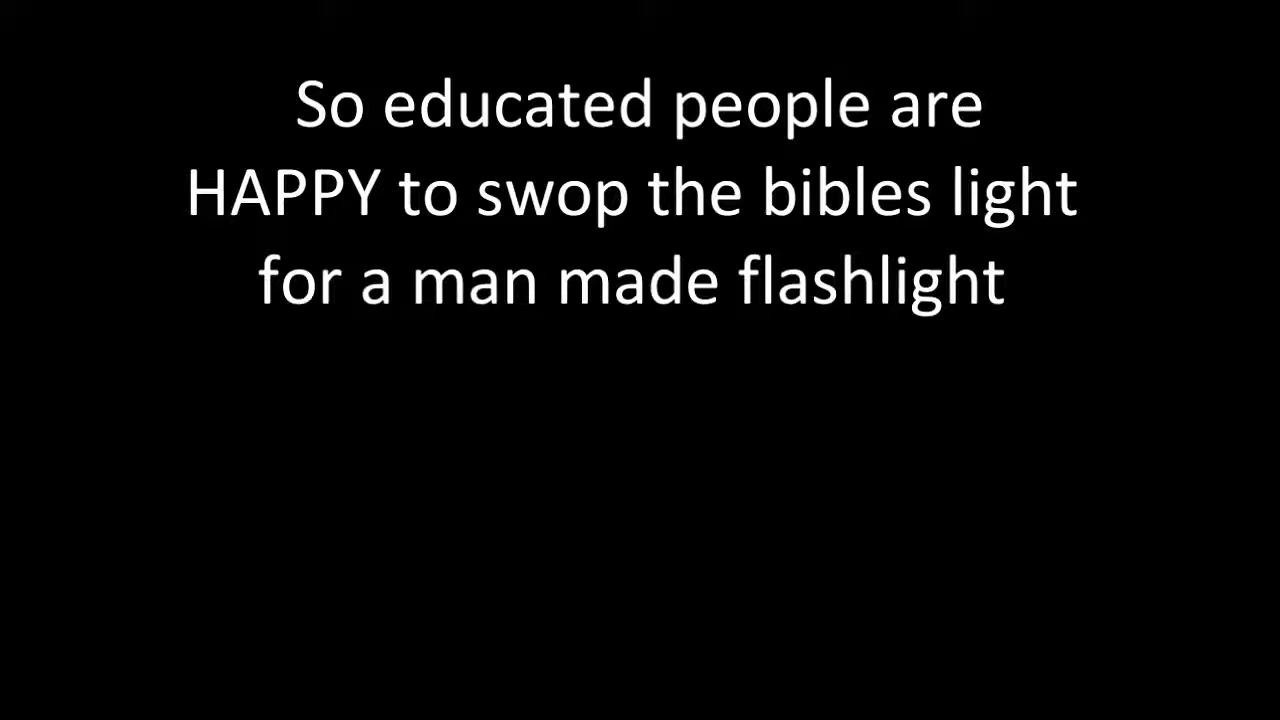 So educated people are
HAPPY to swop the bibles light
for a man made flashlight